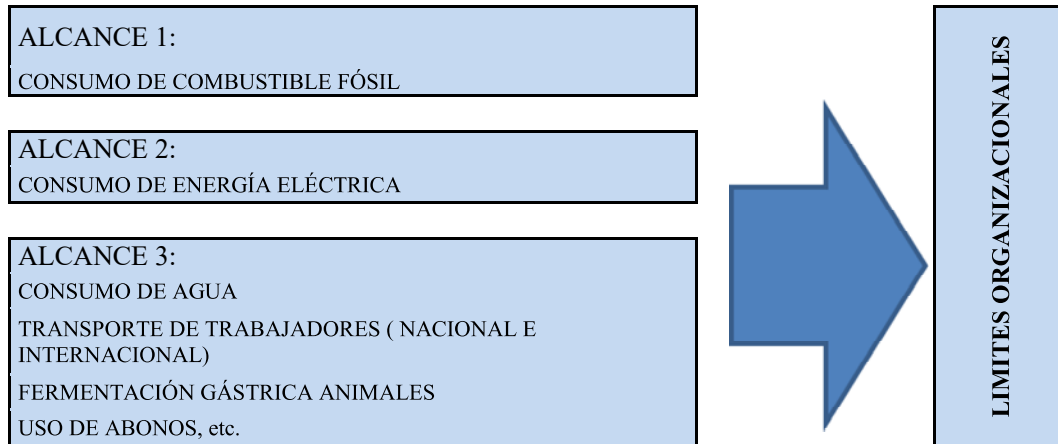 ALCANCE 1:
CONSUMO DE COMBUSTIBLE FÓSIL
ALCANCE 2:
CONSUMO DE ENERGÍA ELÉCTRICA
ALCANCE 3:
CONSUMO DE AGUA
TRANSPORTE DE TRABAJADORES ( NACIONAL E
INTERNACIONAL)
FERMENTACIÓN GÁSTRICA ANIMALES
USO DE ABONOS, etc.
LIMITES ORGANIZACIONALES